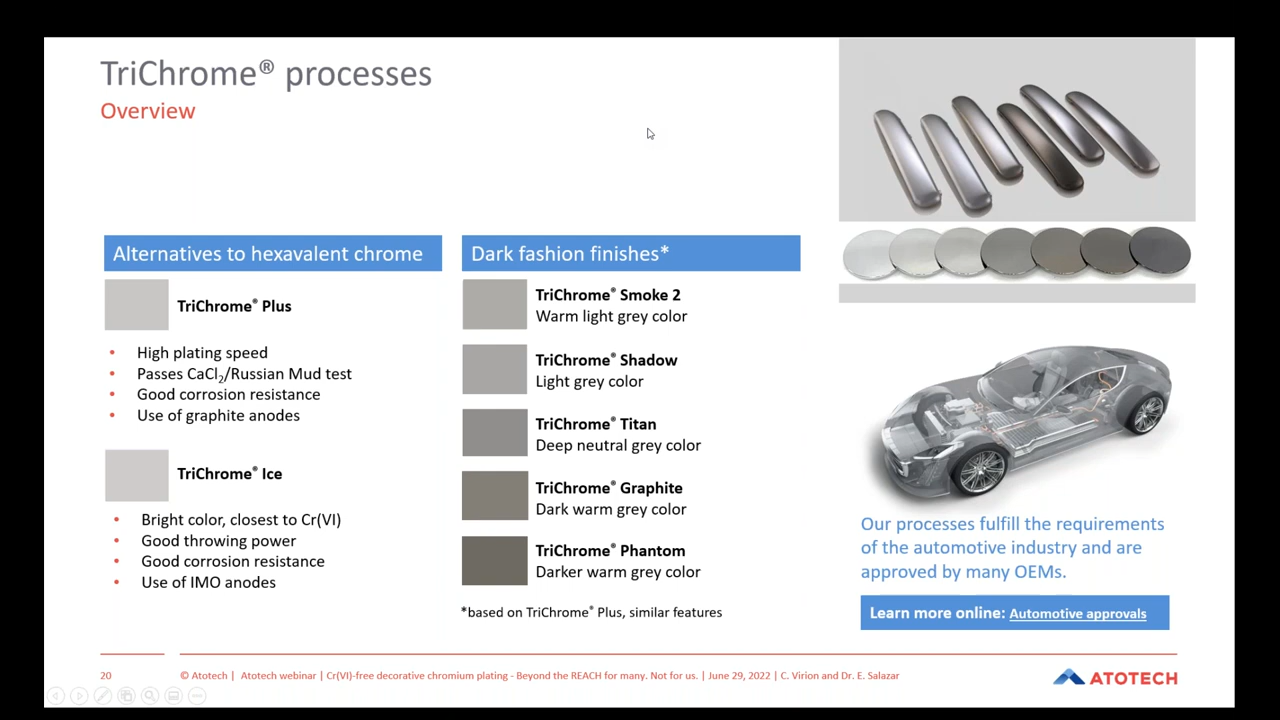 TriChrome® processes
Overview
Alternatives to hexavalent chrome
TriChrome® Plus
• High plating speed
• Passes CaCl₂/Russian Mud test
• Good corrosion resistance
• Use of graphite anodes
TriChrome® Ice
• Bright color, closest to Cr(VI)
• Good throwing power
• Good corrosion resistance
• Use of IMO anodes
Dark fashion finishes*
TriChrome® Smoke 2
Warm light grey color
TriChrome® Shadow
Light grey color
TriChrome® Titan
Deep neutral grey color
TriChrome® Graphite
Dark warm grey color
TriChrome® Phantom
Darker warm grey color
*based on TriChrome® Plus, similar features
Our processes fulfill the requirements
of the automotive industry and are
approved by many OEMs.
Learn more online: Automotive approvals
20
© Atotech | Atotech webinar | Cr(VI)-free decorative chromium plating - Beyond the REACH for many. Not for us. | June 29, 2022 | C. Virion and Dr. E. Salazar
ATOTECH